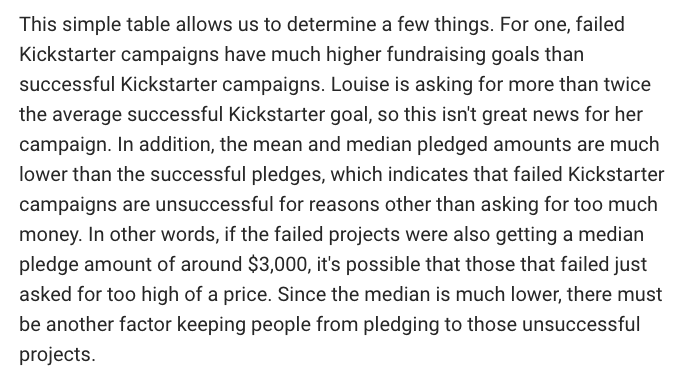 This simple table allows us to determine a few things. For one, failed
Kickstarter campaigns have much higher fundraising goals than
successful Kickstarter campaigns. Louise is asking for more than twice
the average successful Kickstarter goal, so this isn't great news for her
campaign. In addition, the mean and median pledged amounts are much
lower than the successful pledges, which indicates that failed Kickstarter
campaigns are unsuccessful for reasons other than asking for too much
money. In other words, if the failed projects were also getting a median
pledge amount of around $3,000, it's possible that those that failed just
asked for too high of a price. Since the median is much lower, there must
be another factor keeping people from pledging to those unsuccessful
projects.